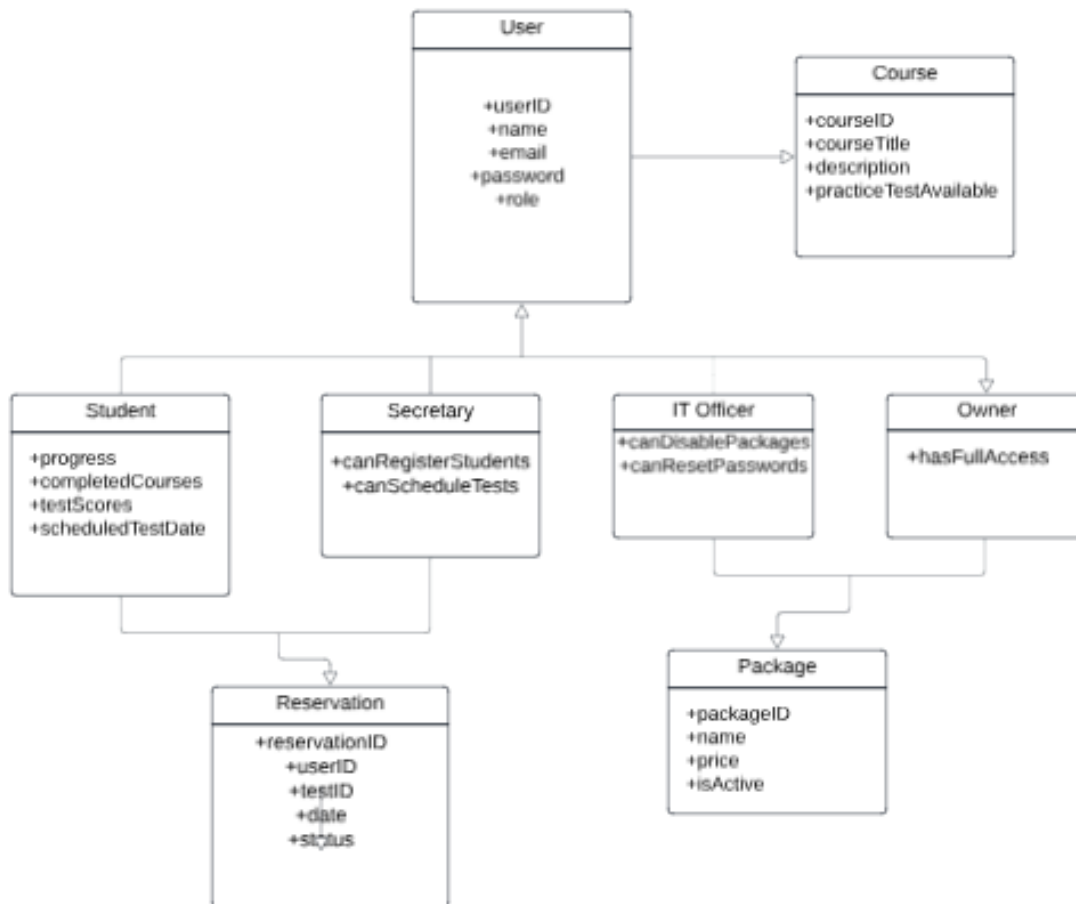 User
+userID
+name
+email
+password
+role
Course
+courseID
+courseTitle
+description
+practiceTestAvailable
Student
+progress
+completedCourses
+testScores
+scheduledTestDate
Secretary
+canRegisterStudents
+canScheduleTests
IT Officer
+canDisablePackages
+canResetPasswords
Owner
+hasFullAccess
Reservation
+reservationID
+userID
+testID
+date
+status
Package
+packageID
+name
+price
+isActive